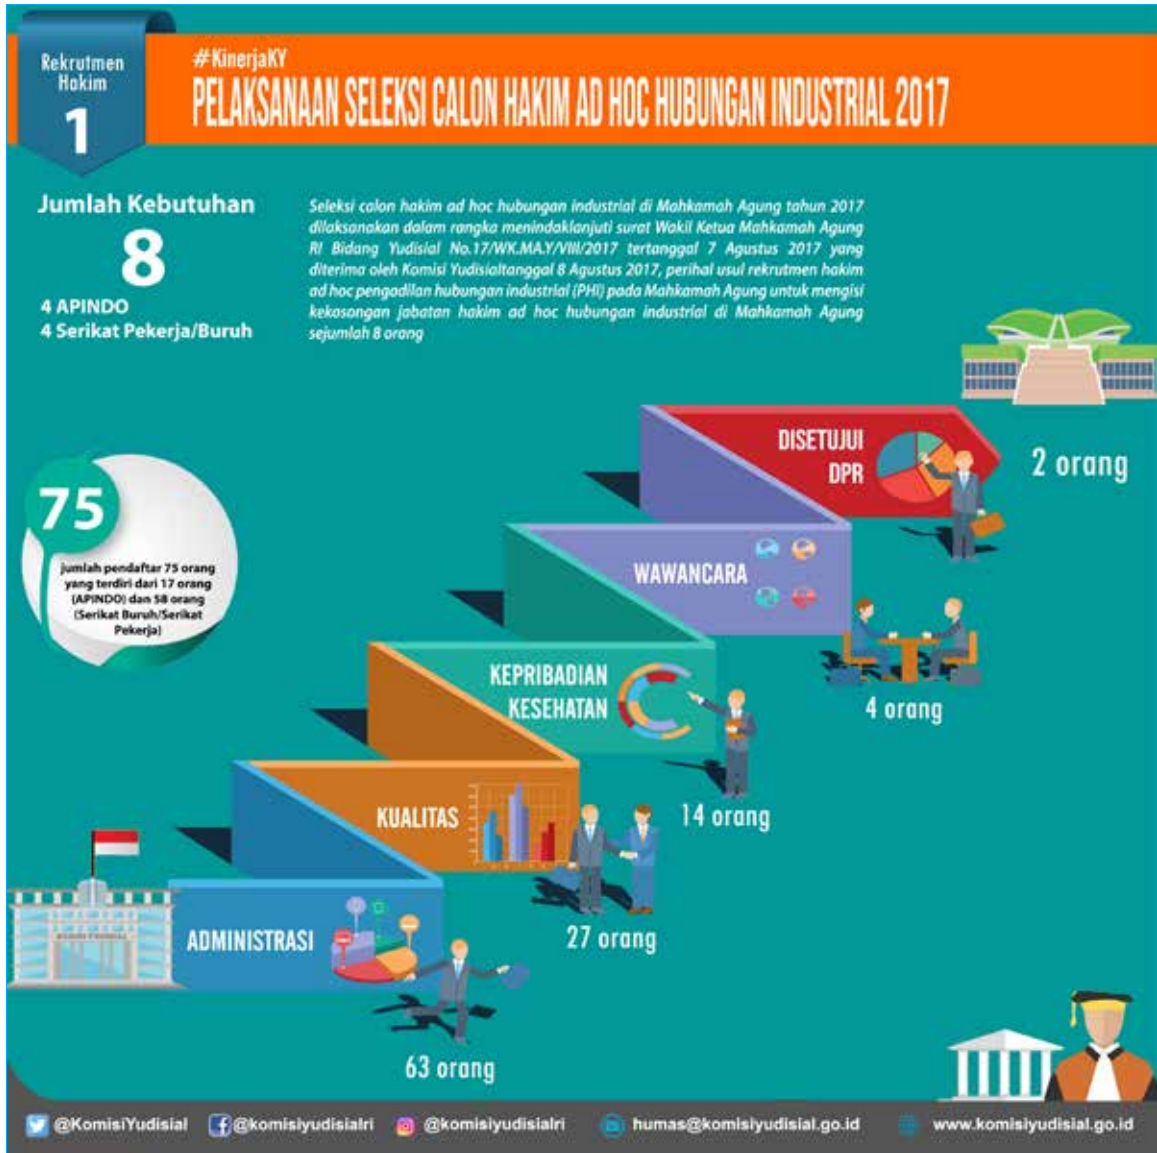 Rekrutmen
Hakim
1
#KinerjaKY
PELAKSANAAN SELEKSI CALON HAKIM AD HOC HUBUNGAN INDUSTRIAL 2017
Jumlah Kebutuhan
8
4 APINDO
4 Serikat Pekerja/Buruh
Seleksi calon hakim ad hoc hubungan industrial di Mahkamah Agung tahun 2017
dilaksanakan dalam rangka menindaklanjuti surat Wakil Ketua Mahkamah Agung
RI Bidang Yudisial No.17/WK.MA.Y/VIII/2017 tertanggal 7 Agustus 2017 yang
diterima oleh Komisi Yudisialtanggal 8 Agustus 2017, perihal usul rekrutmen hakim
ad hoc pengadilan hubungan industrial (PHI) pada Mahkamah Agung untuk mengisi
kekosongan jabatan hakim ad hoc hubungan industrial di Mahkamah Agung
sejumlah 8 orang
75
jumlah pendaftar 75 orang
yang terdiri dari 17 orang
(APINDO) dan 58 orang
(Serikat Buruh/Serikat
Pekerja)
DISETUJUI
DPR
2 orang
WAWANCARA
4 orang
KEPRIBADIAN
KESEHATAN
14 orang
KUALITAS
27 orang
ADMINISTRASI
63 orang
KOMISI YUDISIAL
@KomisiYudisial
@komisiyudisialri
@komisiyudisialri
humas@komisiyudisial.go.id
www.komisiyudisial.go.id